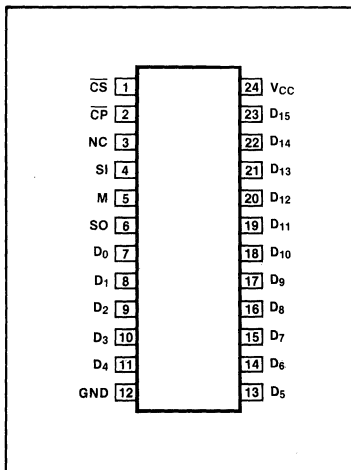 C̅S̅ 1 24 VCC
C̅P̅ 2 23 D15
NC 3 22 D14
SI 4 21 D13
M 5 20 D12
SO 6 19 D11
D0 7 18 D10
D1 8 17 D9
D2 9 16 D8
D3 10 15 D7
D4 11 14 D6
GND 12 13 D5